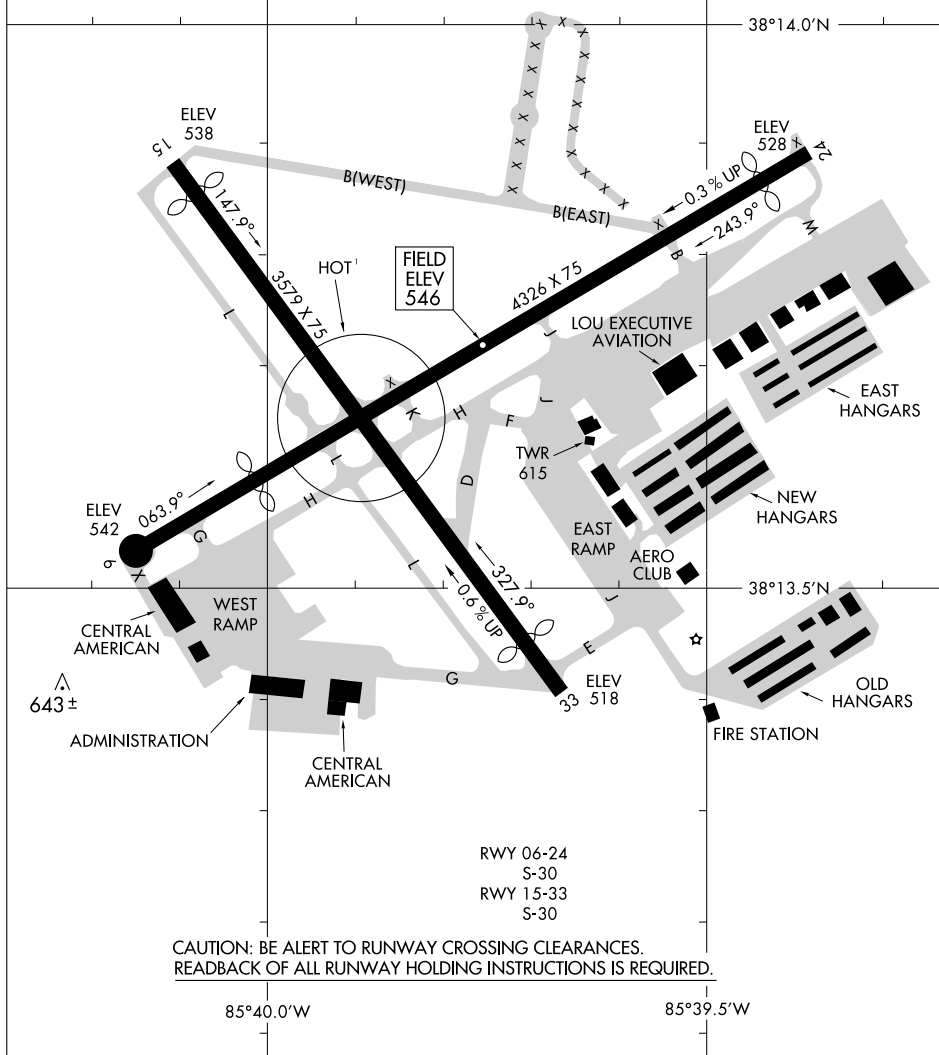 38°14.0'N
ELEV
538
15
ELEV
528
24
X
B(WEST)
B(EAST)
0.3 % UP
243.9°
147.9°
W
B
HOT 1
FIELD
ELEV
546
4326 X 75
3579 X 75
L
J
LOU EXECUTIVE
AVIATION
EAST
HANGARS
X
K
H
F
J
TWR
615
L
D
H
063.9°
ELEV
542
G
6
X
NEW
HANGARS
EAST
RAMP
AERO
CLUB
J
38°13.5'N
WEST
RAMP
CENTRAL
AMERICAN
L
327.9°
0.6 % UP
E
G
33
ELEV
518
643 ±
ADMINISTRATION
CENTRAL
AMERICAN
OLD
HANGARS
FIRE STATION
RWY 06-24
S-30
RWY 15-33
S-30
CAUTION: BE ALERT TO RUNWAY CROSSING CLEARANCES.
READBACK OF ALL RUNWAY HOLDING INSTRUCTIONS IS REQUIRED.
85°40.0'W
85°39.5'W